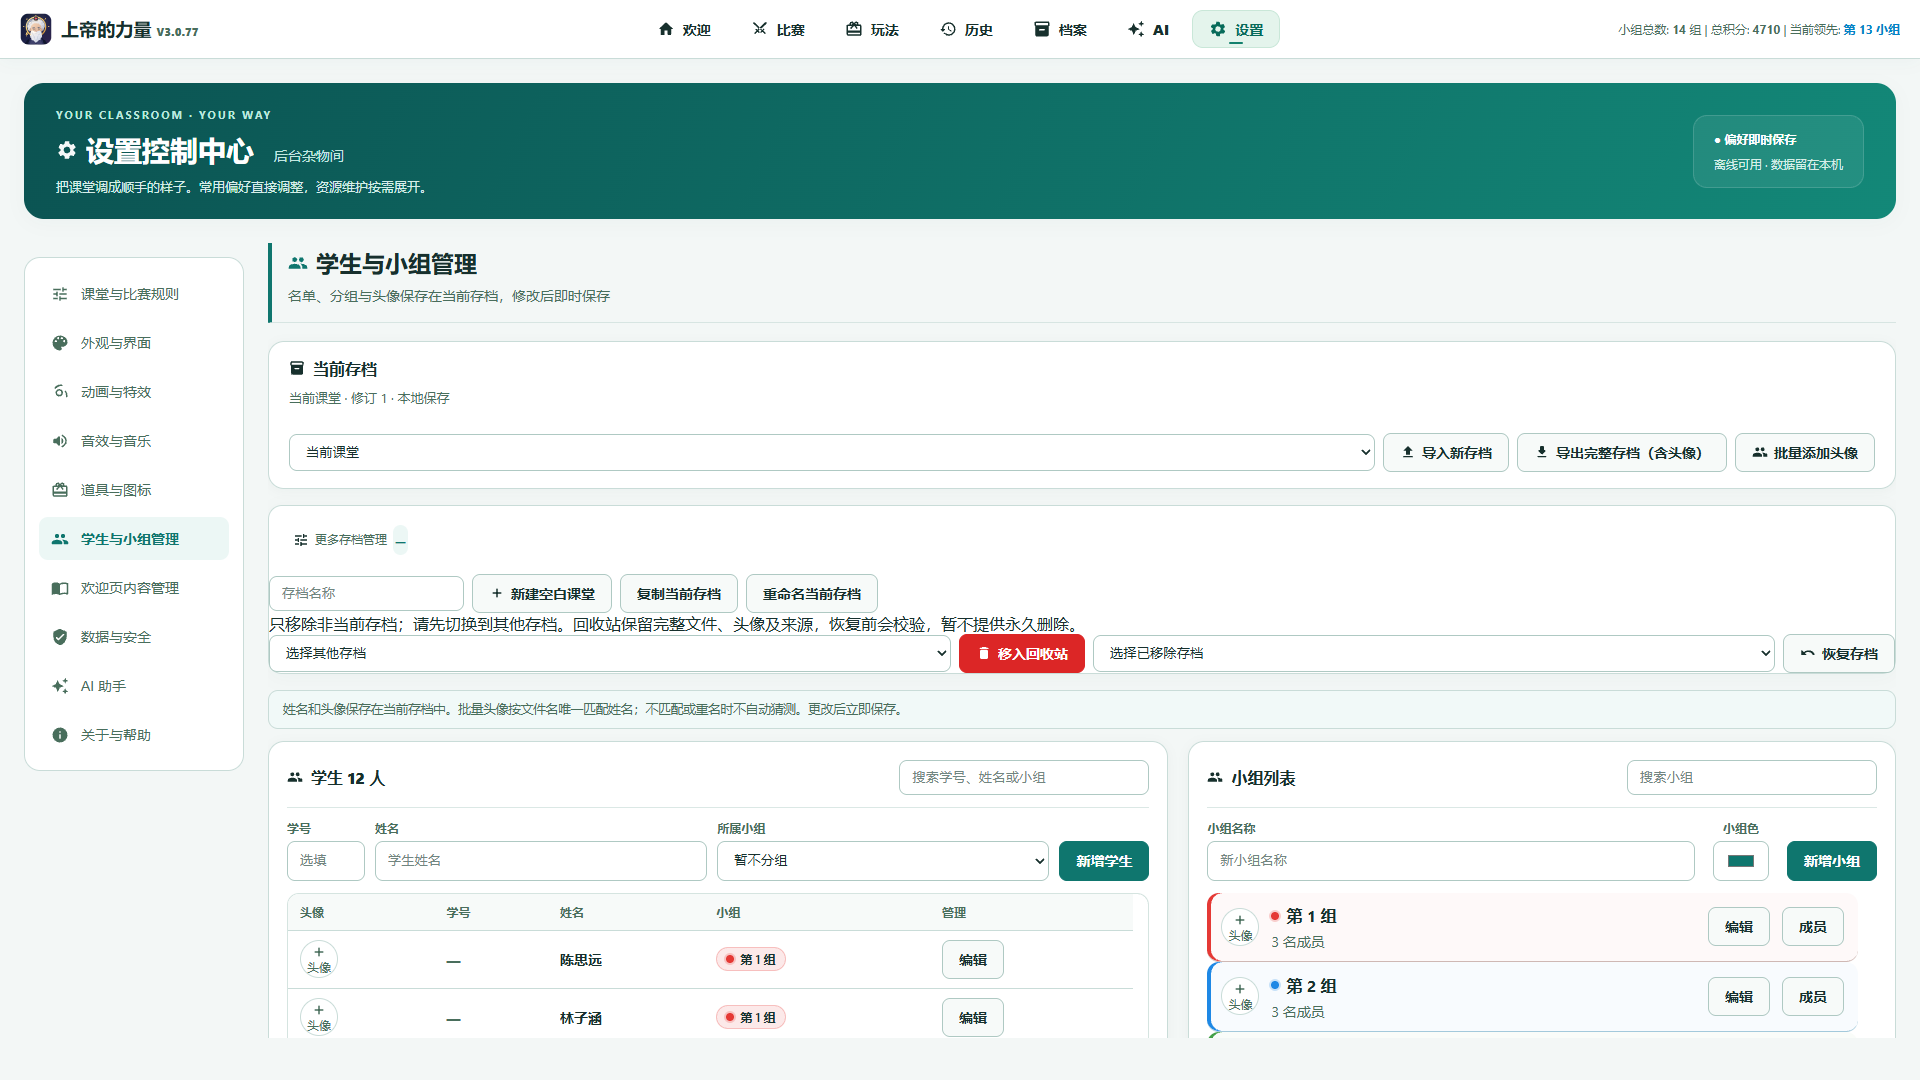 上帝的力量 V3.0.77
欢迎
比赛
玩法
历史
档案
AI
设置
小组总数: 14 组 | 总积分: 4710 | 当前领先: 第 13 小组
YOUR CLASSROOM · YOUR WAY
设置控制中心 后台杂物间
把课堂调成顺手的样子。常用偏好直接调整，资源维护按需展开。
● 偏好即时保存
离线可用 · 数据留在本机
课堂与比赛规则
外观与界面
动画与特效
音效与音乐
道具与图标
学生与小组管理
欢迎页内容管理
数据与安全
AI 助手
关于与帮助
学生与小组管理
名单、分组与头像保存在当前存档，修改后即时保存
当前存档
当前课堂 · 修订 1 · 本地保存
当前课堂
导入新存档
导出完整存档（含头像）
批量添加头像
更多存档管理 –
存档名称
+ 新建空白课堂
复制当前存档
重命名当前存档
只移除非当前存档；请先切换到其他存档。回收站保留完整文件、头像及来源，恢复前会校验，暂不提供永久删除。
选择其他存档
移入回收站
选择已移除存档
恢复存档
姓名和头像保存在当前存档中。批量头像按文件名唯一匹配姓名；不匹配或重名时不自动猜测。更改后立即保存。
学生 12 人
搜索学号、姓名或小组
学号 姓名 所属小组
选填 学生姓名 暂不分组 新增学生
头像 学号 姓名 小组 管理
+
头像 — 陈思远 第 1 组 编辑
+
头像 — 林子涵 第 1 组 编辑
小组列表
搜索小组
小组名称 小组色
新小组名称 新增小组
+
头像
第 1 组
3 名成员
编辑 成员
+
头像
第 2 组
3 名成员
编辑 成员